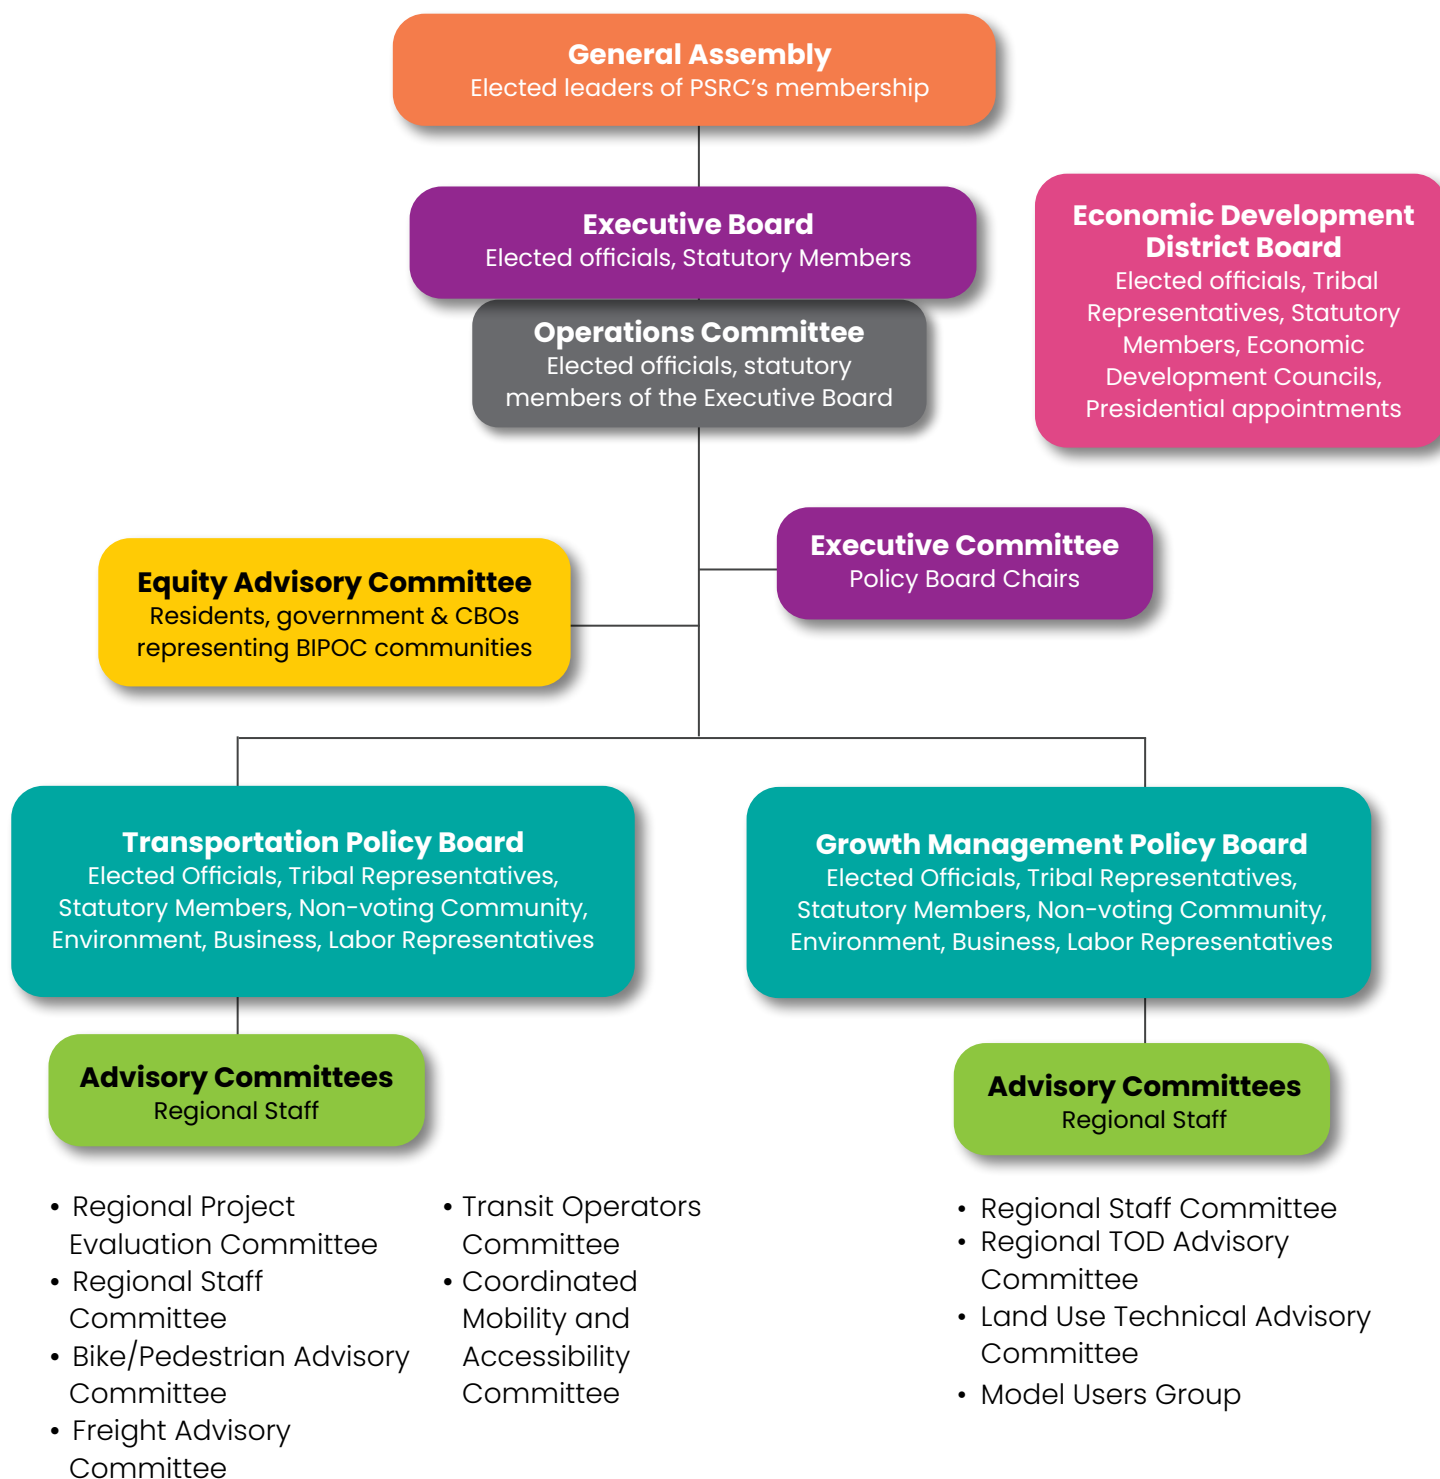 General Assembly
Elected leaders of PSRC's membership
Executive Board
Elected officials, Statutory Members
Operations Committee
Elected officials, statutory
members of the Executive Board
Economic Development
District Board
Elected officials, Tribal
Representatives, Statutory
Members, Economic
Development Councils,
Presidential appointments
Executive Committee
Policy Board Chairs
Equity Advisory Committee
Residents, government & CBOs
representing BIPOC communities
Transportation Policy Board
Elected Officials, Tribal Representatives,
Statutory Members, Non-voting Community,
Environment, Business, Labor Representatives
Growth Management Policy Board
Elected Officials, Tribal Representatives,
Statutory Members, Non-voting Community,
Environment, Business, Labor Representatives
Advisory Committees
Regional Staff
• Regional Project
Evaluation Committee
• Regional Staff
Committee
• Bike/Pedestrian Advisory
Committee
• Freight Advisory
Committee
• Transit Operators
Committee
• Coordinated
Mobility and
Accessibility
Committee
Advisory Committees
Regional Staff
• Regional Staff Committee
• Regional TOD Advisory
Committee
• Land Use Technical Advisory
Committee
• Model Users Group